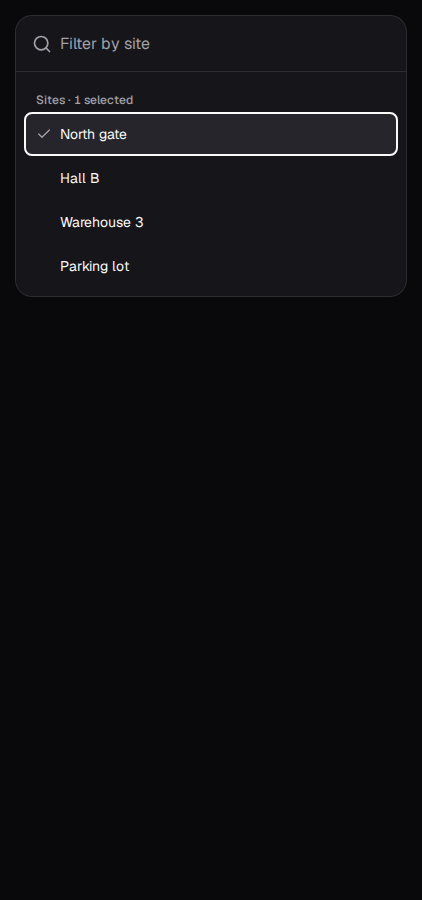 Filter by site
Sites · 1 selected
North gate
Hall B
Warehouse 3
Parking lot